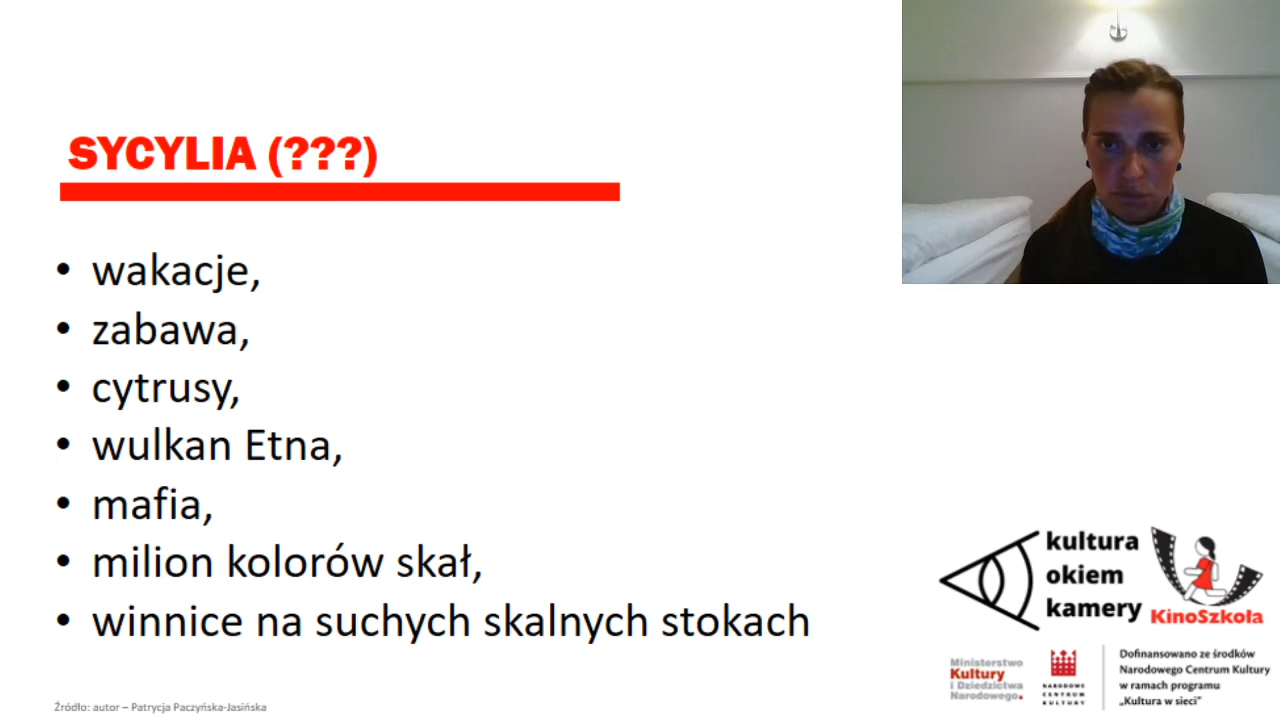 SYCYLIA (???)
• wakacje,
• zabawa,
• cytrusy,
• wulkan Etna,
• mafia,
• milion kolorów skał,
• winnice na suchych skalnych stokach
Źródło: autor – Patrycja Paczyńska-Jasińska
kultura
okiem
kamery
KinoSzkoła
Ministerstwo
Kultury
i Dziedzictwa
Narodowego.
NARODOWE
CENTRUM
KULTURY
Dofinansowano ze środków
Narodowego Centrum Kultury
w ramach programu
„Kultura w sieci”